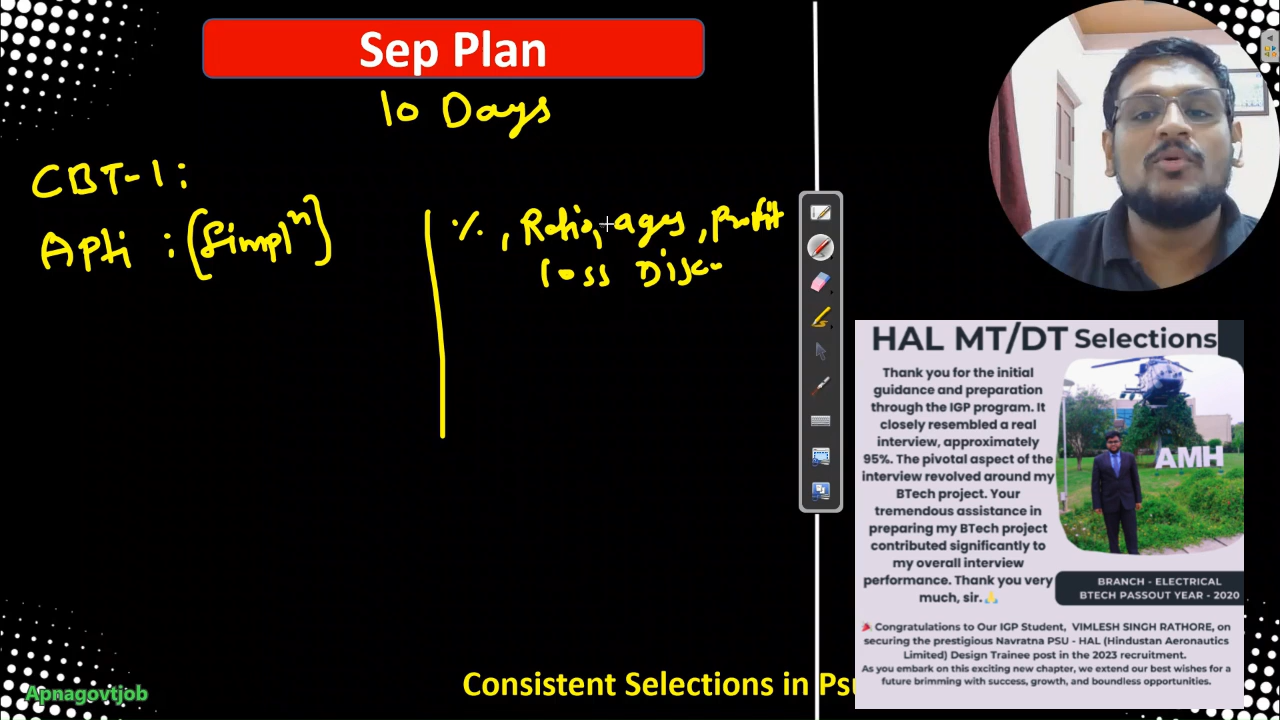 Sep Plan
10 Days
CBT-1:
Apti : [Simplⁿ]
%, Ratio, ages, Profit
loss Disc
HAL MT/DT Selections
Thank you for the initial
guidance and preparation
through the IGP program. It
closely resembled a real
interview, approximately
95%. The pivotal aspect of the
interview revolved around my
BTech project. Your
tremendous assistance in
preparing my BTech project
contributed significantly to
my overall interview
performance. Thank you very
much, sir.🙏
AMH
BRANCH - ELECTRICAL
BTECH PASSOUT YEAR - 2020
🎉 Congratulations to Our IGP Student, VIMLESH SINGH RATHORE, on
securing the prestigious Navratna PSU - HAL (Hindustan Aeronautics
Limited) Design Trainee post in the 2023 recruitment.
As you embark on this exciting new chapter, we extend our best wishes for a
future brimming with success, growth, and boundless opportunities.
Consistent Selections in Psu
Apnagovtjob